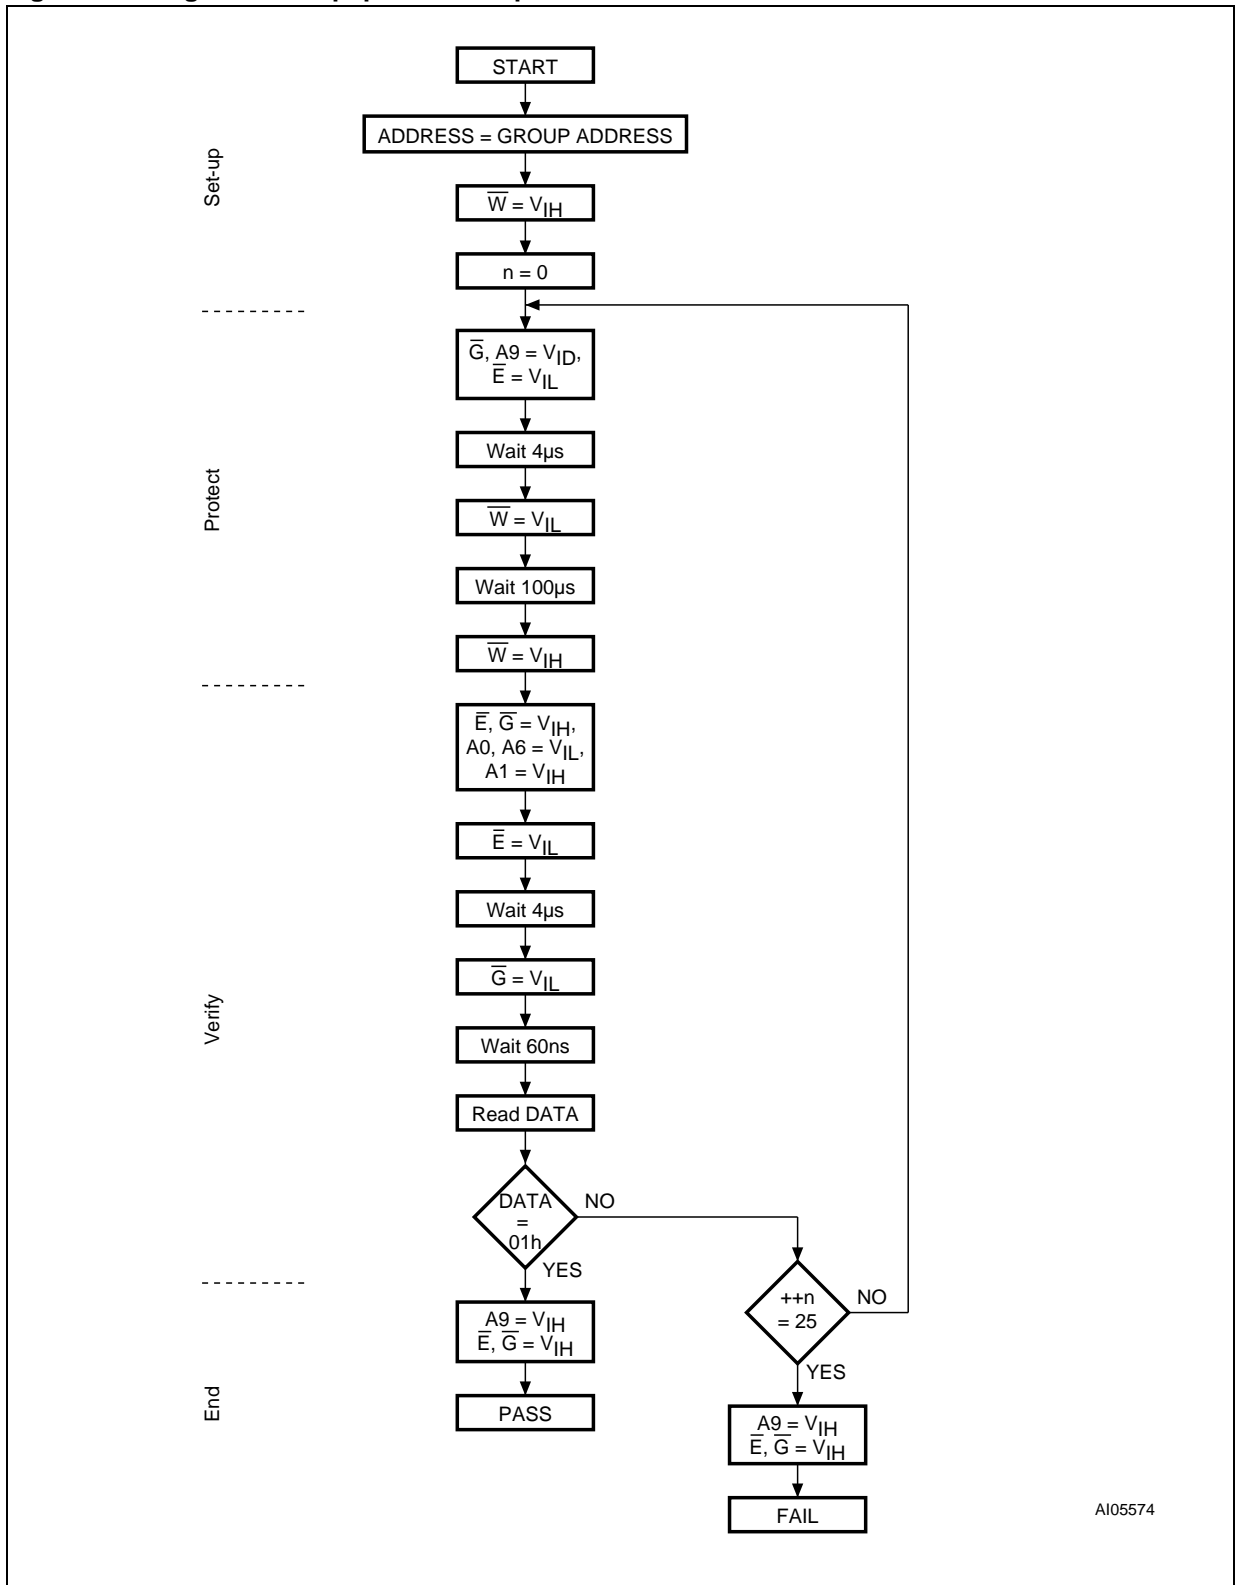 START
ADDRESS = GROUP ADDRESS
Set-up
W̅ = VIH
n = 0
G̅, A9 = VID,
E̅ = VIL
Wait 4µs
Protect
W̅ = VIL
Wait 100µs
W̅ = VIH
E̅, G̅ = VIH,
A0, A6 = VIL,
A1 = VIH
E̅ = VIL
Wait 4µs
G̅ = VIL
Verify
Wait 60ns
Read DATA
DATA
=
01h
NO
YES
++n
= 25
NO
YES
A9 = VIH
E̅, G̅ = VIH
End
PASS
A9 = VIH
E̅, G̅ = VIH
FAIL
AI05574